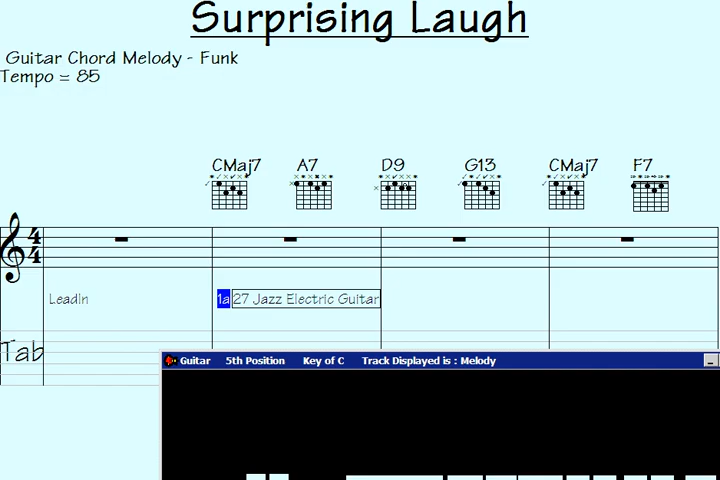 Surprising Laugh
Guitar Chord Melody - Funk
Tempo = 85
CMaj7 A7 D9 G13 CMaj7 F7
4
4
LeadIn 1a 27 Jazz Electric Guitar
Tab
Guitar 5th Position Key of C Track Displayed is : Melody